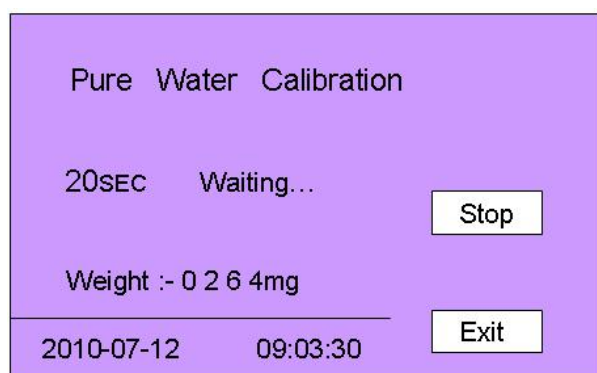 Pure Water Calibration
20SEC Waiting...
Stop
Weight :- 0 2 6 4mg
2010-07-12 09:03:30
Exit